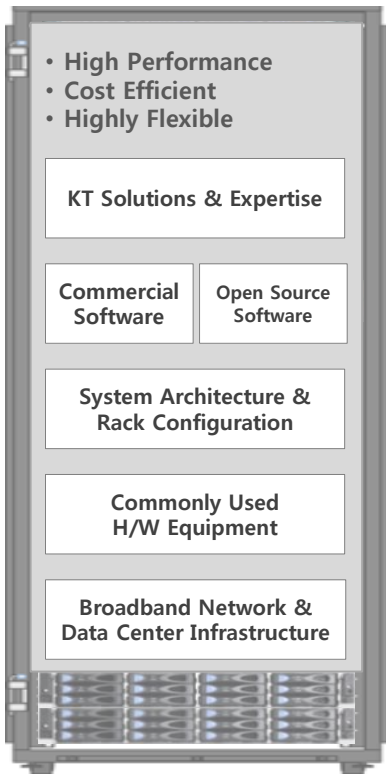 • High Performance
• Cost Efficient
• Highly Flexible
KT Solutions & Expertise
Commercial
Software
Open Source
Software
System Architecture &
Rack Configuration
Commonly Used
H/W Equipment
Broadband Network &
Data Center Infrastructure